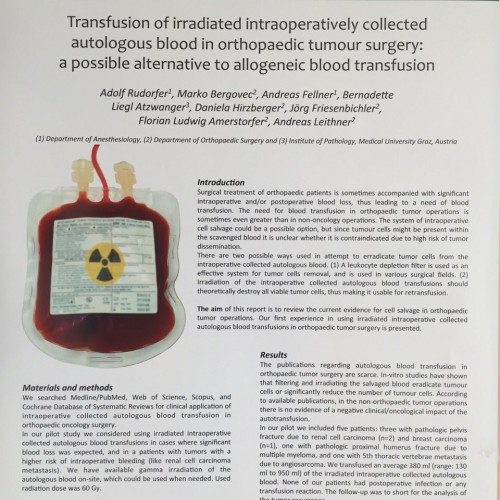 Transfusion of irradiated intraoperatively collected
autologous blood in orthopaedic tumour surgery:
a possible alternative to allogeneic blood transfusion
Adolf Rudorfer¹, Marko Bergovec², Andreas Fellner¹, Bernadette
Liegl Atzwanger³, Daniela Hirzberger², Jörg Friesenbichler²,
Florian Ludwig Amerstorfer², Andreas Leithner²
(1) Department of Anesthesiology, (2) Department of Orthopaedic Surgery and (3) Institute of Pathology, Medical University Graz, Austria
Introduction
Surgical treatment of orthopaedic patients is sometimes accompanied with significant
intraoperative and/or postoperative blood loss, thus leading to a need of blood
transfusion. The need for blood transfusion in orthopaedic tumor operations is
sometimes even greater than in non-oncology operations. The system of intraoperative
cell salvage could be a possible option, but since tumour cells might be present within
the scavenged blood it is unclear whether it is contraindicated due to high risk of tumor
dissemination.
There are two possible ways used in attempt to erradicate tumor cells from the
intraoperative collected autologous blood. (1) A leukocyte depletion filter is used as an
effective system for tumor cells removal, and is used in various surgical fields. (2)
Irradiation of the intraoperative collected autologous blood transfusions should
theoretically destroy all viable tumor cells, thus making it usable for retransfusion.
The aim of this report is to review the current evidence for cell salvage in orthopaedic
tumor operations. Our first experience in using irradiated intraoperative collected
autologous blood transfusions in orthopaedic tumor surgery is presented.
Materials and methods
We searched Medline/PubMed, Web of Science, Scopus, and
Cochrane Database of Systematic Reviews for clinical application of
intraoperative collected autologous blood transfusion in
orthopaedic oncology surgery.
In our pilot study we considered using irradiated intraoperative
collected autologous blood transfusions in cases where significant
blood loss was expected, and in a patients with tumors with a
higher risk of intraoperative bleeding (like renal cell carcinoma
metastasis). We have available gamma irradiation of the
autologous blood on-site, which could be used when needed. Used
radiation dose was 60 Gy.
Results
The publications regarding autologous blood transfusion in
orthopaedic tumor surgery are scarce. In-vitro studies have shown
that filtering and irradiating the salvaged blood eradicate tumour
cells or significantly reduce the number of tumour cells. According
to available publications, in the non-orthopaedic tumor operations
there is no evidence of a negative clinical/oncological impact of the
autotransfusion.
In our pilot we included five patients: three with pathologic pelvis
fracture due to renal cell carcinoma (n=2) and breast carcinoma
(n=1), one with pathologic proximal humerus fracture due to
multiple myeloma, and one with 5th thoracic vertebrae metastasis
due to angiosarcoma. We transfused an average 380 ml (range: 130
ml to 950 ml) of the irradiated intraoperative collected autologous
blood. None of our patients had postoperative infection or any
transfusion reaction. The follow-up was to short for the analysis of